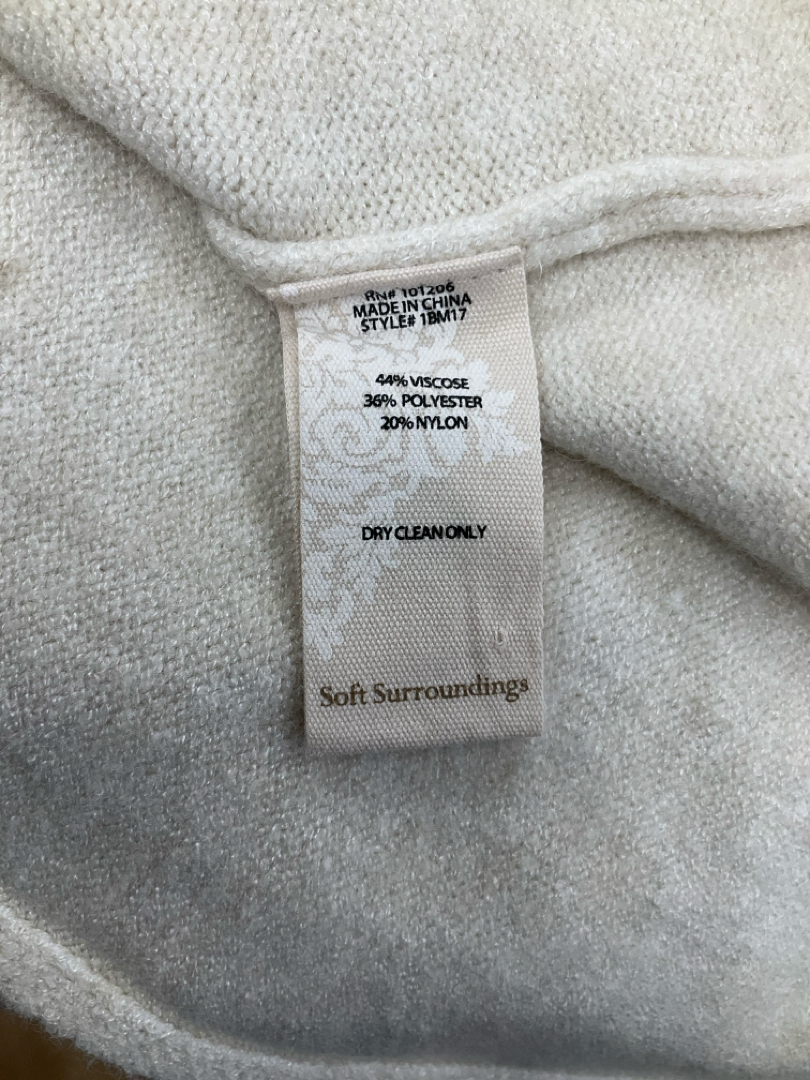 RN# 101206
MADE IN CHINA
STYLE# 1BM17
44% VISCOSE
36% POLYESTER
20% NYLON
DRY CLEAN ONLY
Soft Surroundings